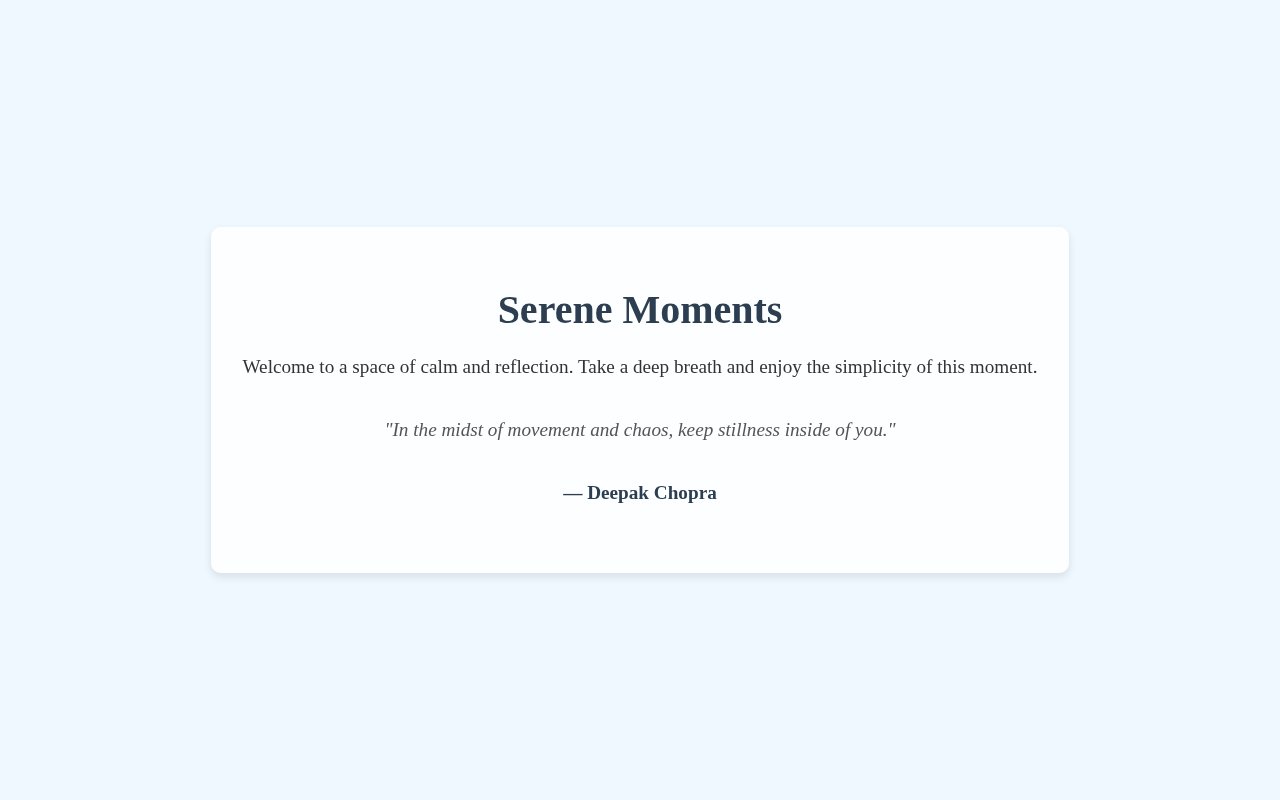 Serene Moments
Welcome to a space of calm and reflection. Take a deep breath and enjoy the simplicity of this moment.
"In the midst of movement and chaos, keep stillness inside of you."
— Deepak Chopra